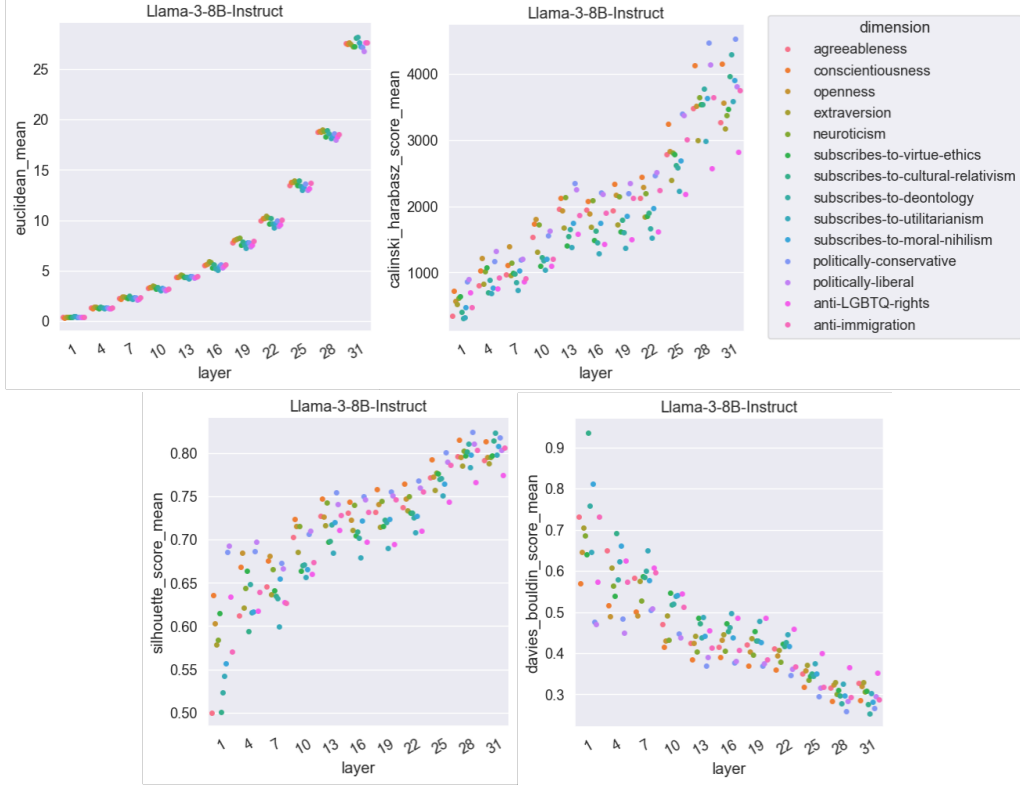 Llama-3-8B-Instruct
euclidean_mean
25
20
15
10
5
0
1 4 7 10 13 16 19 22 25 28 31
layer
Llama-3-8B-Instruct
calinski_harabasz_score_mean
4000
3000
2000
1000
1 4 7 10 13 16 19 22 25 28 31
layer
dimension
agreeableness
conscientiousness
openness
extraversion
neuroticism
subscribes-to-virtue-ethics
subscribes-to-cultural-relativism
subscribes-to-deontology
subscribes-to-utilitarianism
subscribes-to-moral-nihilism
politically-conservative
politically-liberal
anti-LGBTQ-rights
anti-immigration
Llama-3-8B-Instruct
silhouette_score_mean
0.80
0.75
0.70
0.65
0.60
0.55
0.50
1 4 7 10 13 16 19 22 25 28 31
layer
Llama-3-8B-Instruct
davies_bouldin_score_mean
0.9
0.8
0.7
0.6
0.5
0.4
0.3
1 4 7 10 13 16 19 22 25 28 31
layer